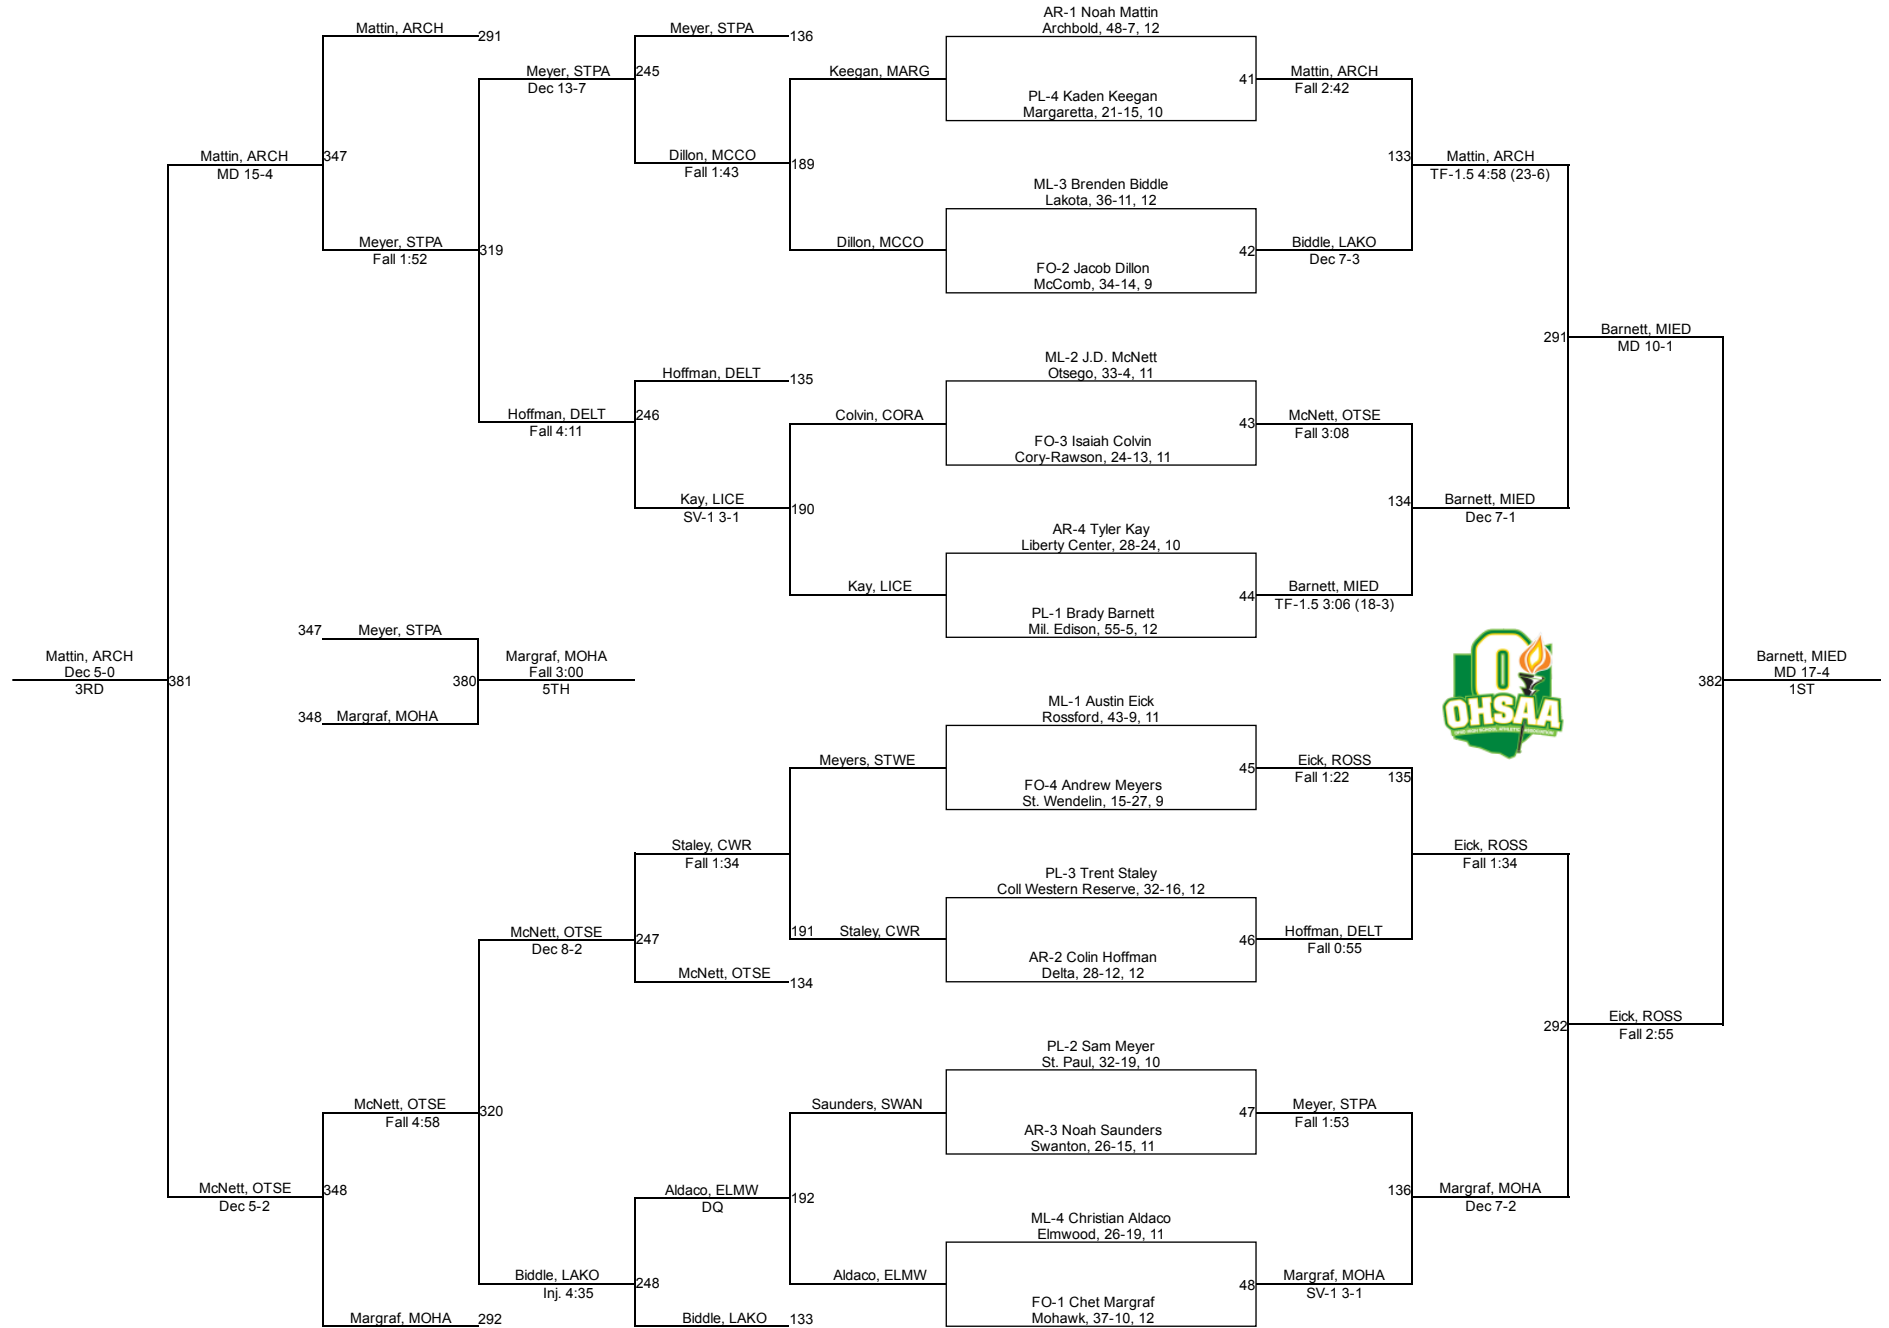 Mattin, ARCH
291
Meyer, STPA
136
AR-1 Noah Mattin
Archbold, 48-7, 12
Meyer, STPA
245
Dec 13-7
Keegan, MARG
41
Mattin, ARCH
Fall 2:42
PL-4 Kaden Keegan
Margaretta, 21-15, 10
Mattin, ARCH
347
MD 15-4
Dillon, MCCO
189
Fall 1:43
133
Mattin, ARCH
TF-1.5 4:58 (23-6)
ML-3 Brenden Biddle
Lakota, 36-11, 12
Meyer, STPA
319
Fall 1:52
Dillon, MCCO
42
Biddle, LAKO
Dec 7-3
FO-2 Jacob Dillon
McComb, 34-14, 9
291
Barnett, MIED
MD 10-1
ML-2 J.D. McNett
Otsego, 33-4, 11
Hoffman, DELT
135
Hoffman, DELT
246
Fall 4:11
Colvin, CORA
43
McNett, OTSE
Fall 3:08
FO-3 Isaiah Colvin
Cory-Rawson, 24-13, 11
Kay, LICE
190
SV-1 3-1
134
Barnett, MIED
Dec 7-1
AR-4 Tyler Kay
Liberty Center, 28-24, 10
Kay, LICE
44
Barnett, MIED
TF-1.5 3:06 (18-3)
PL-1 Brady Barnett
Mil. Edison, 55-5, 12
347
Meyer, STPA
Mattin, ARCH
Dec 5-0
3RD
381
380
Margraf, MOHA
Fall 3:00
5TH
348
Margraf, MOHA
OHSAA
382
Barnett, MIED
MD 17-4
1ST
ML-1 Austin Eick
Rossford, 43-9, 11
Meyers, STWE
45
Eick, ROSS
Fall 1:22
135
FO-4 Andrew Meyers
St. Wendelin, 15-27, 9
Staley, CWR
Fall 1:34
Eick, ROSS
Fall 1:34
PL-3 Trent Staley
Coll Western Reserve, 32-16, 12
McNett, OTSE
247
Dec 8-2
191
Staley, CWR
46
Hoffman, DELT
Fall 0:55
AR-2 Colin Hoffman
Delta, 28-12, 12
McNett, OTSE
134
292
Eick, ROSS
Fall 2:55
PL-2 Sam Meyer
St. Paul, 32-19, 10
McNett, OTSE
320
Fall 4:58
Saunders, SWAN
47
Meyer, STPA
Fall 1:53
AR-3 Noah Saunders
Swanton, 26-15, 11
McNett, OTSE
348
Dec 5-2
Aldaco, ELMW
192
DQ
136
Margraf, MOHA
Dec 7-2
ML-4 Christian Aldaco
Elmwood, 26-19, 11
Biddle, LAKO
248
Inj. 4:35
Aldaco, ELMW
48
Margraf, MOHA
SV-1 3-1
FO-1 Chet Margraf
Mohawk, 37-10, 12
Margraf, MOHA
292
Biddle, LAKO
133